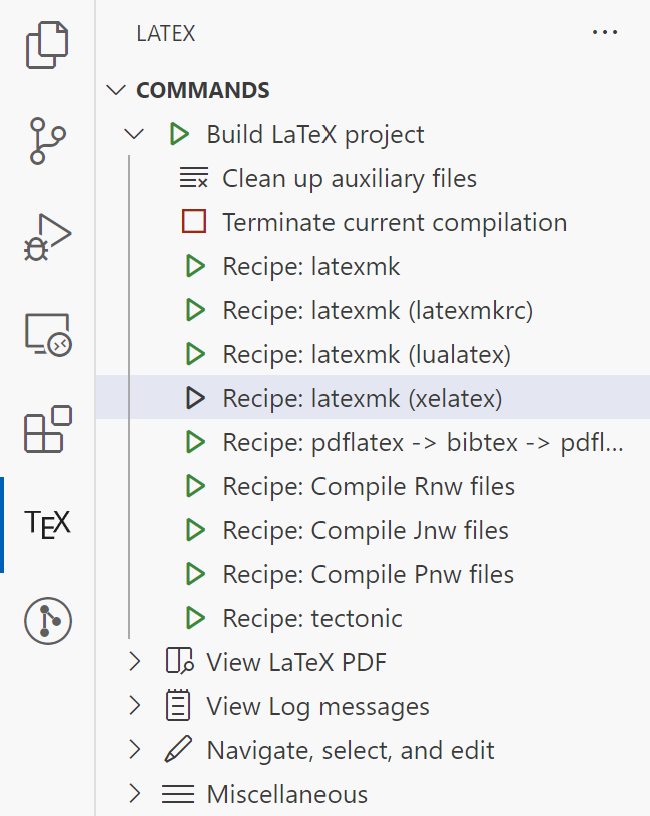 LATEX
COMMANDS
Build LaTeX project
Clean up auxiliary files
Terminate current compilation
Recipe: latexmk
Recipe: latexmk (latexmkrc)
Recipe: latexmk (lualatex)
Recipe: latexmk (xelatex)
Recipe: pdflatex -> bibtex -> pdfl...
Recipe: Compile Rnw files
TEX
Recipe: Compile Jnw files
Recipe: Compile Pnw files
Recipe: tectonic
View LaTeX PDF
View Log messages
Navigate, select, and edit
Miscellaneous